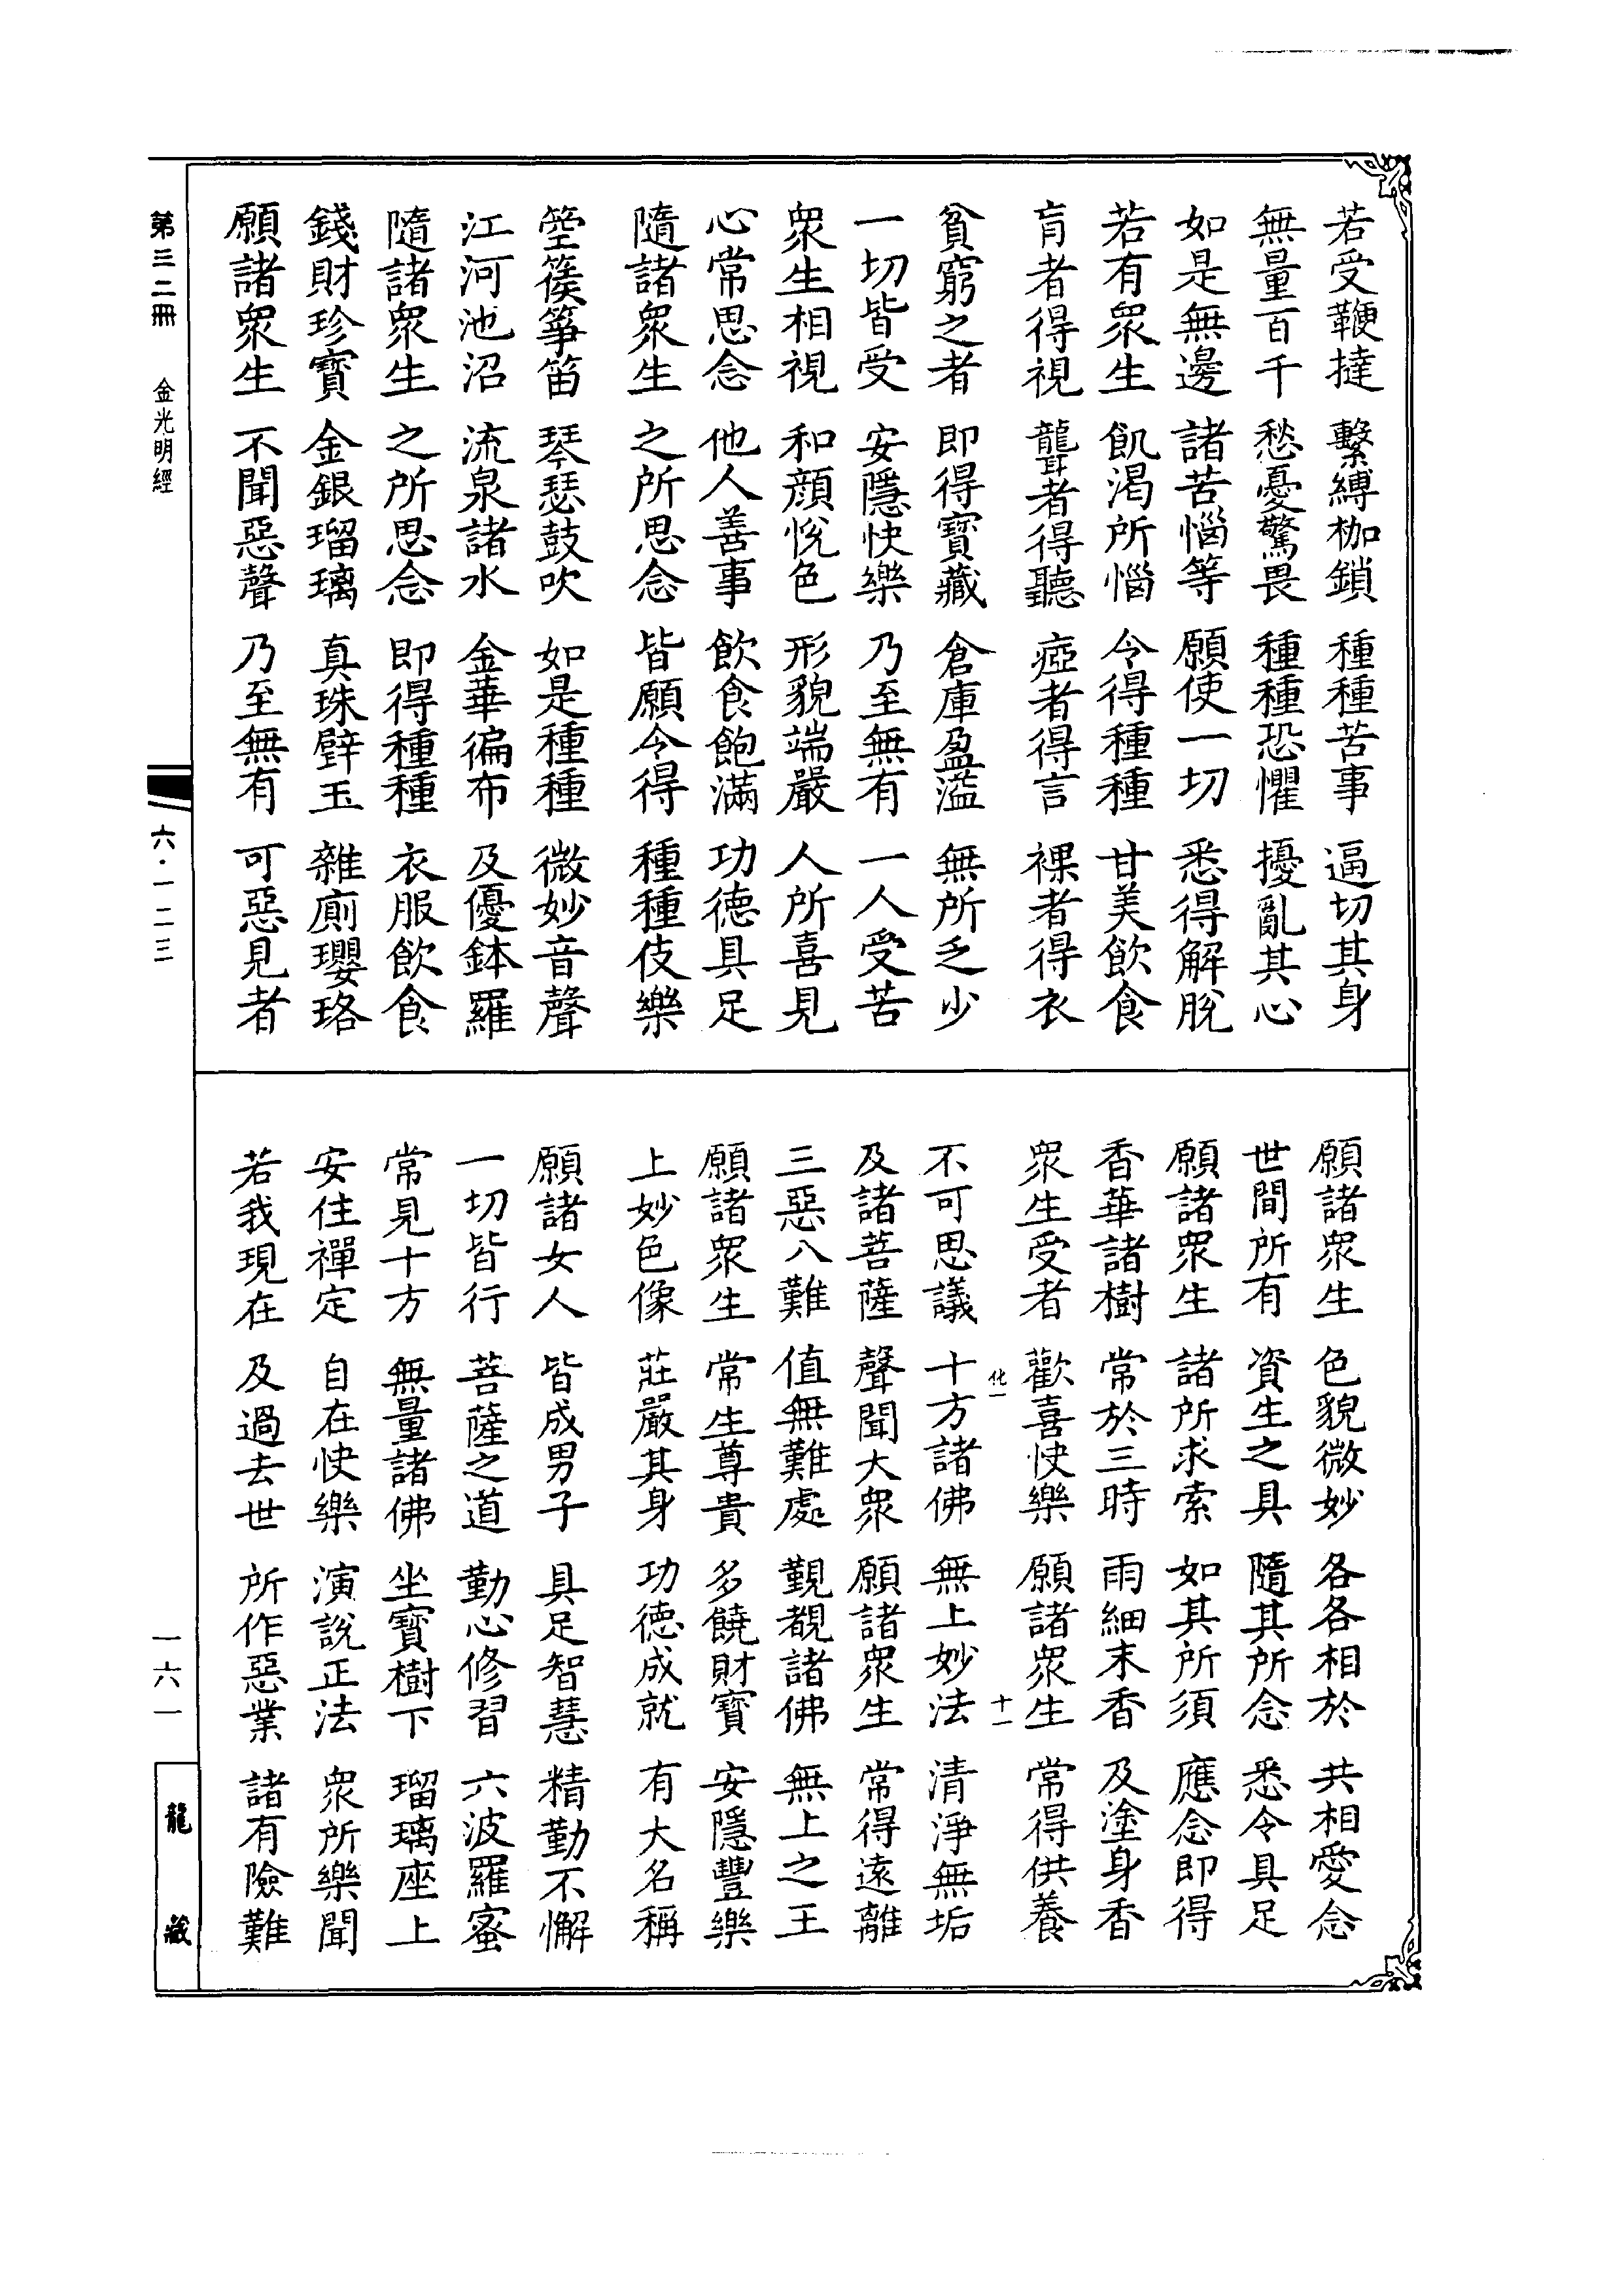 若受鞭撻 繫縛枷鎖 種種苦事 逼切其身
無量百千 愁憂驚畏 種種恐懼 擾亂其心
如是無邊 諸苦惱等 願使一切 悉得解脫
若有眾生 飢渴所惱 令得種種 甘美飲食
盲者得視 聾者得聽 瘂者得言 裸者得衣
貧窮之者 即得寶藏 倉庫盈溢 無所乏少
一切皆受 安隱快樂 乃至無有 一人受苦
眾生相視 和顏悅色 形貌端嚴 人所喜見
心常思念 他人善事 飲食飽滿 功德具足
隨諸眾生 之所思念 皆願令得 種種伎樂
箜篌箏笛 琴瑟鼓吹 如是種種 微妙音聲
江河池沼 流泉諸水 金華徧布 及優鉢羅
隨諸眾生 之所思念 即得種種 衣服飲食
錢財珍寶 金銀瑠璃 真珠璧玉 雜廁瓔珞
願諸眾生 不聞惡聲 乃至無有 可惡見者
願諸眾生 色貌微妙 各各相於 共相愛念
世間所有 資生之具 隨其所念 悉令具足
願諸眾生 諸所求索 如其所須 應念即得
香華諸樹 常於三時 雨細末香 及塗身香
眾生受者 歡喜快樂 願諸眾生 常得供養
化一 十一
不可思議 十方諸佛 無上妙法 清淨無垢
及諸菩薩 聲聞大眾 願諸眾生 常得遠離
三惡八難 值無難處 覲覩諸佛 無上之王
願諸眾生 常生尊貴 多饒財寶 安隱豐樂
上妙色像 莊嚴其身 功德成就 有大名稱
願諸女人 皆成男子 具足智慧 精勤不懈
一切皆行 菩薩之道 勤心修習 六波羅蜜
常見十方 無量諸佛 坐寶樹下 瑠璃座上
安住禪定 自在快樂 演說正法 眾所樂聞
若我現在 及過去世 所作惡業 諸有險難
第三二冊 金光明經 六·一二三 一六一 龍藏